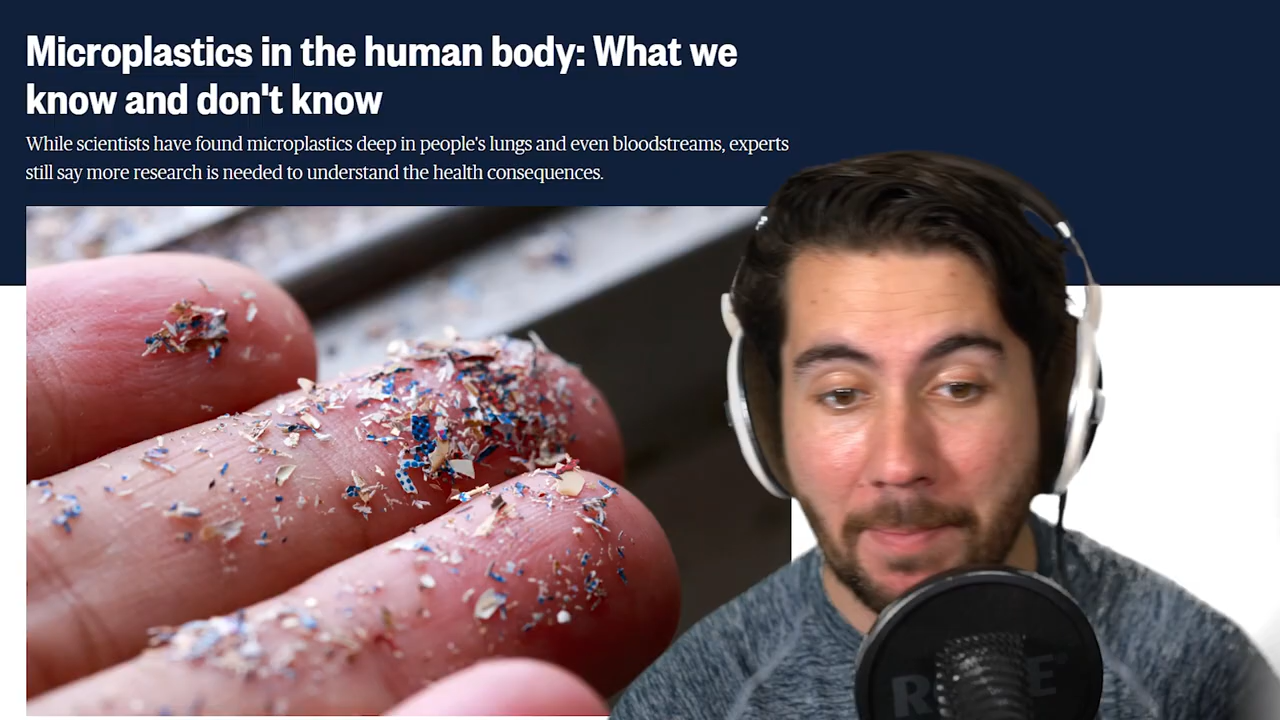 Microplastics in the human body: What we
know and don't know
While scientists have found microplastics deep in people's lungs and even bloodstreams, experts
still say more research is needed to understand the health consequences.